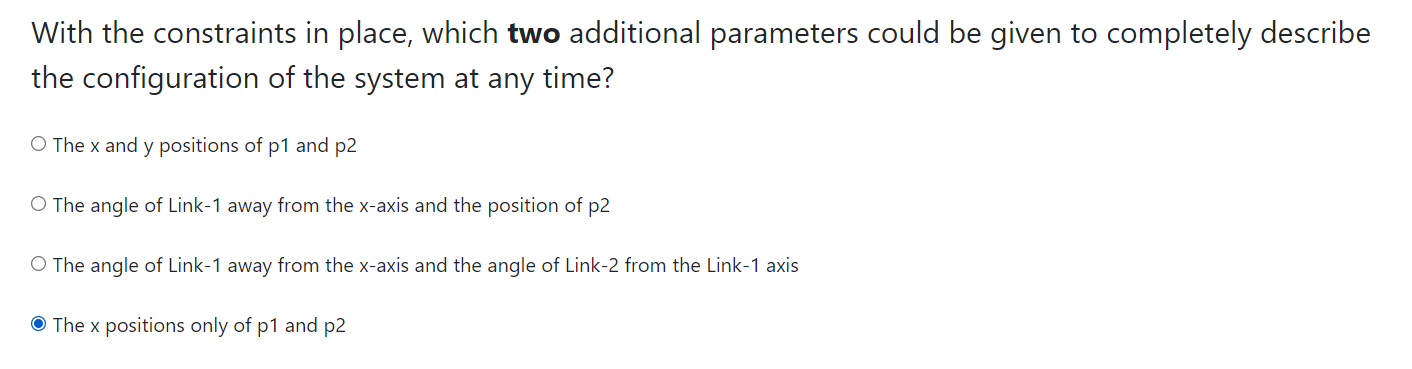 With the constraints in place, which two additional parameters could be given to completely describe
the configuration of the system at any time?
The x and y positions of p1 and p2
The angle of Link-1 away from the x-axis and the position of p2
The angle of Link-1 away from the x-axis and the angle of Link-2 from the Link-1 axis
The x positions only of p1 and p2